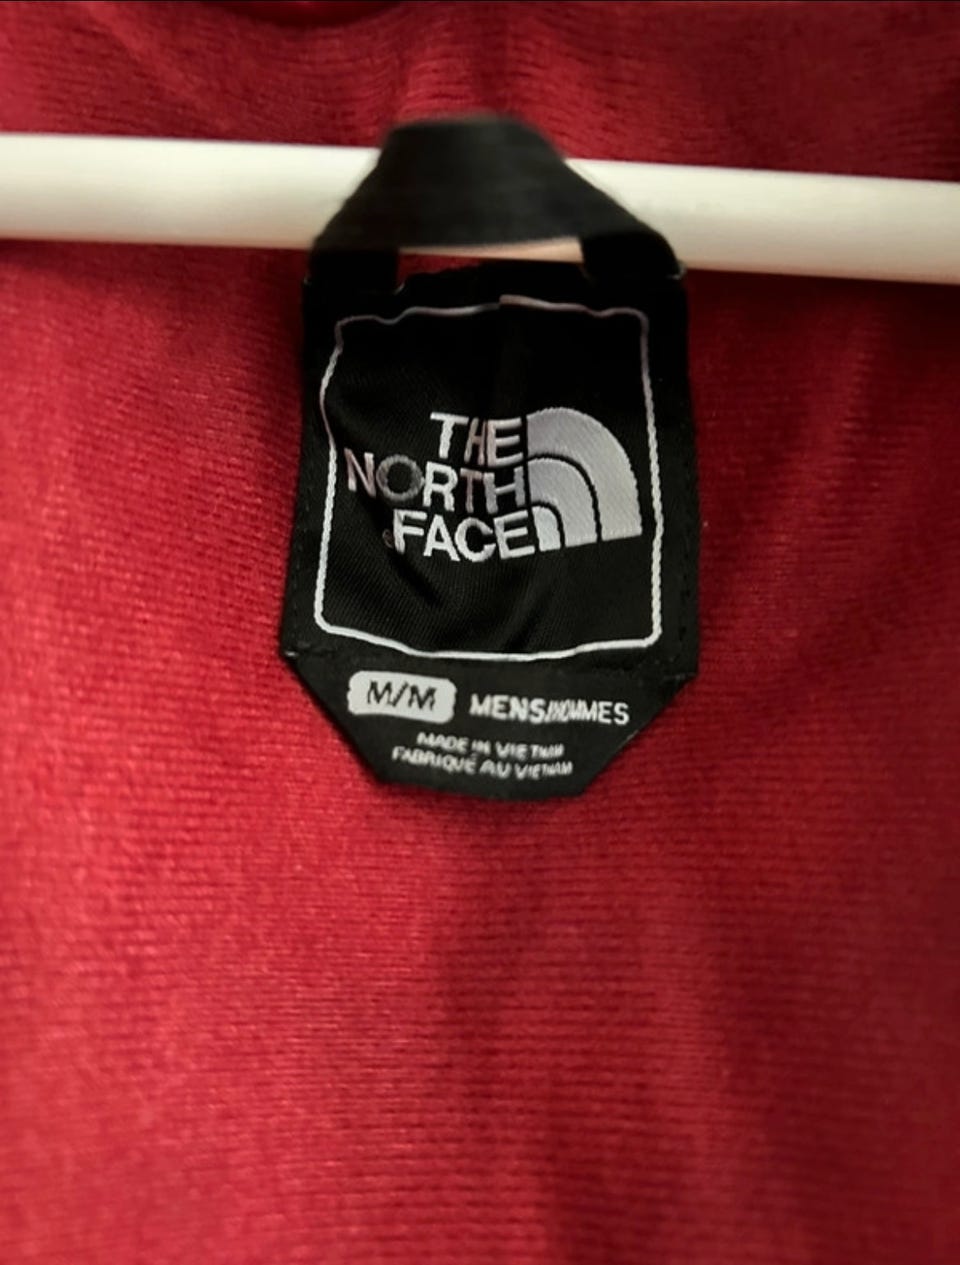 THE
NORTH
FACE
M/M MENS/HOMMES
MADE IN VIETNAM
FABRIQUÉ AU VIETNAM